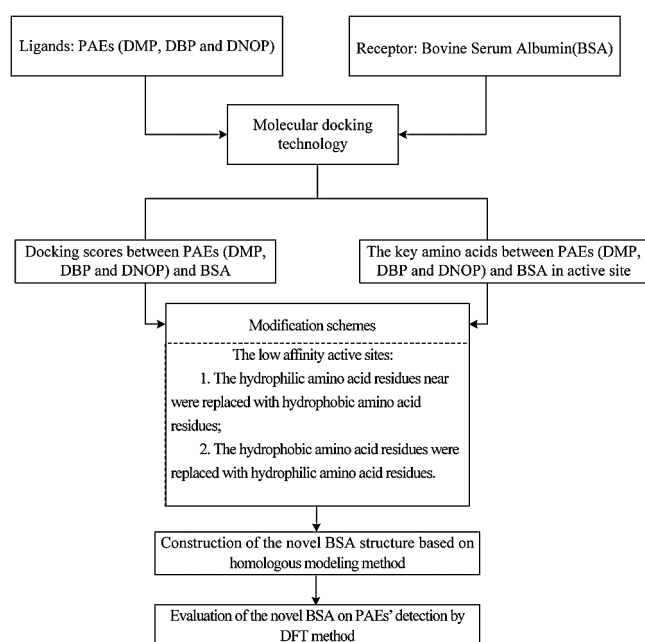 Ligands: PAEs (DMP, DBP and DNOP)
Receptor: Bovine Serum Albumin(BSA)
Molecular docking
technology
Docking scores between PAEs (DMP,
DBP and DNOP) and BSA
The key amino acids between PAEs (DMP,
DBP and DNOP) and BSA in active site
Modification schemes
The low affinity active sites:
1. The hydrophilic amino acid residues near
were replaced with hydrophobic amino acid
residues;
2. The hydrophobic amino acid residues were
replaced with hydrophilic amino acid residues.
Construction of the novel BSA structure based on
homologous modeling method
Evaluation of the novel BSA on PAEs' detection by
DFT method